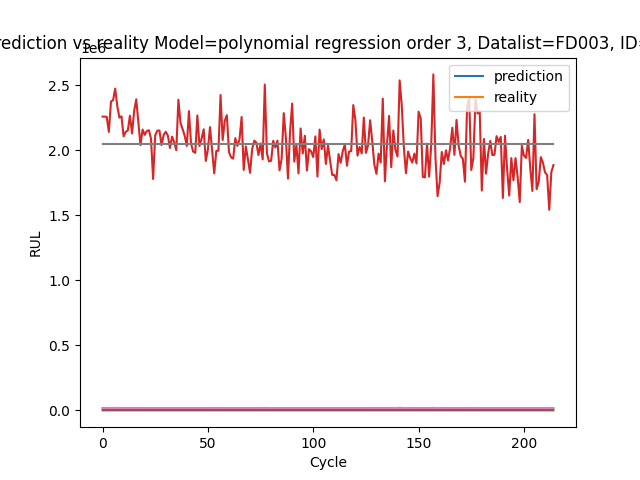 rediction vs reality Model=polynomial regression order 3, Datalist=FD003, ID=
1e6
prediction
reality
2.5
2.0
1.5
1.0
0.5
0.0
RUL
0
50
100
150
200
Cycle